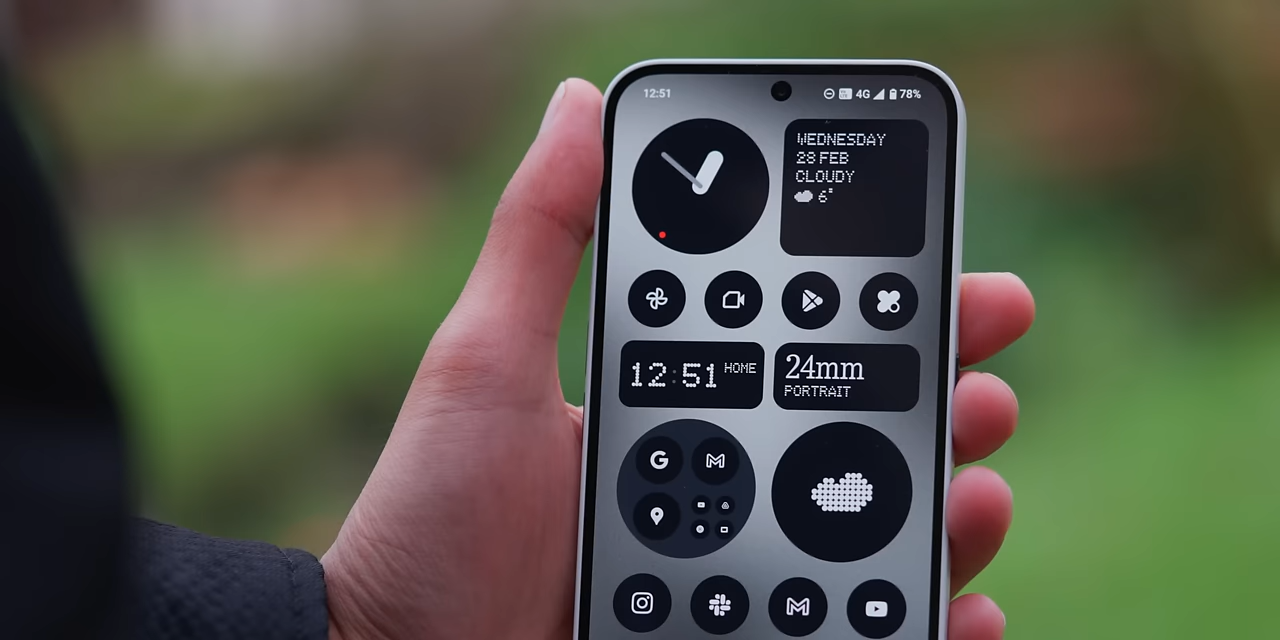 12:51
4G 78%
WEDNESDAY
28 FEB
CLOUDY
6°
12:51 HOME
24mm
PORTRAIT